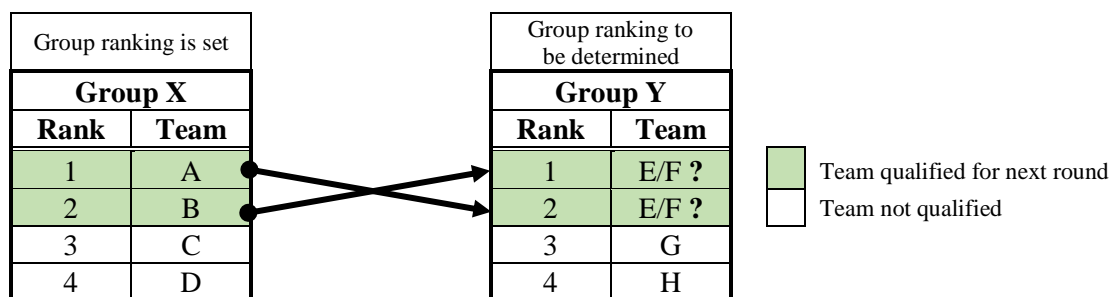 Group ranking is set
Group X
Rank Team
1 A
2 B
3 C
4 D
Group ranking to
be determined
Group Y
Rank Team
1 E/F ?
2 E/F ?
3 G
4 H
Team qualified for next round
Team not qualified